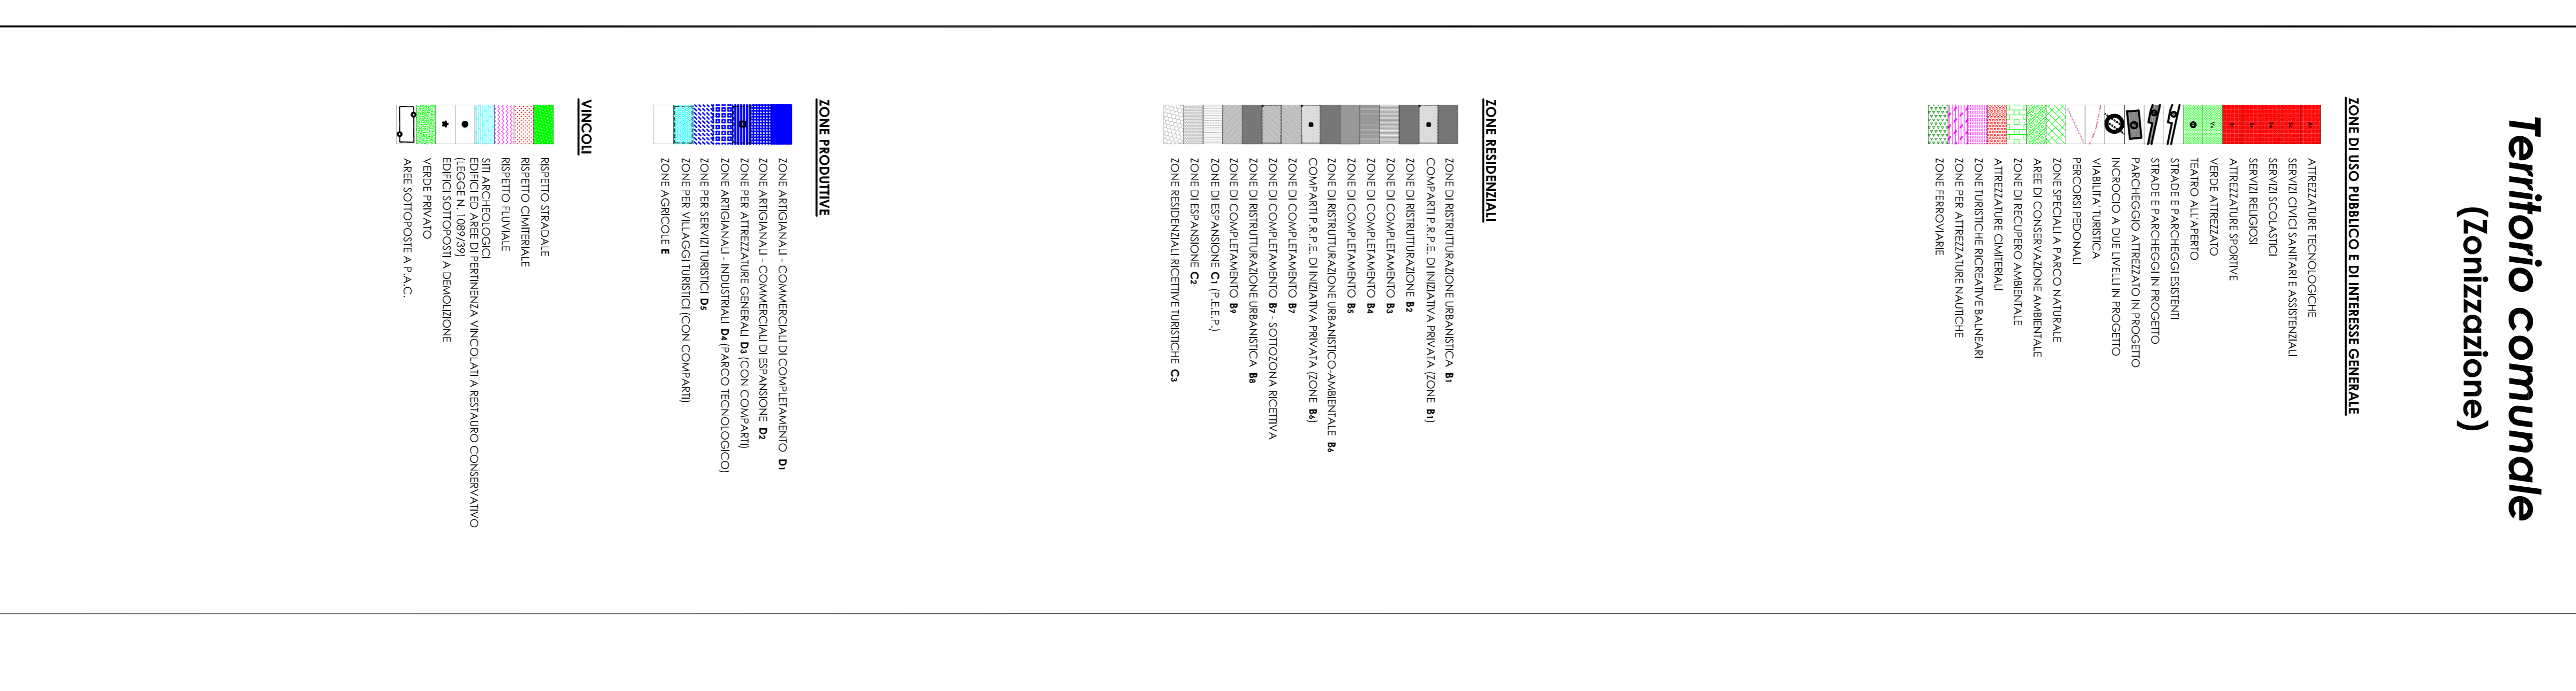 Territorio comunale
(Zonizzazione)
ZONE DI USO PUBBLICO E DI INTERESSE GENERALE
ATTREZZATURE TECNOLOGICHE
SERVIZI CIVICI SANITARI E ASSISTENZIALI
SERVIZI SCOLASTICI
SERVIZI RELIGIOSI
ATTREZZATURE SPORTIVE
VERDE ATTREZZATO
TEATRO ALL'APERTO
STRADE E PARCHEGGI ESISTENTI
STRADE E PARCHEGGI IN PROGETTO
PARCHEGGIO ATTREZZATO IN PROGETTO
INCROCIO A DUE LIVELLI IN PROGETTO
VIABILITA' TURISTICA
PERCORSI PEDONALI
ZONE SPECIALI A PARCO NATURALE
AREE DI CONSERVAZIONE AMBIENTALE
ZONE DI RECUPERO AMBIENTALE
ATTREZZATURE CIMITERIALI
ZONE TURISTICHE RICREATIVE BALNEARI
ZONE PER ATTREZZATURE NAUTICHE
ZONE FERROVIARIE
ZONE RESIDENZIALI
ZONE DI RISTRUTTURAZIONE URBANISTICA B1
COMPARTI P.R.P.E. DI INIZIATIVA PRIVATA (ZONE B1)
ZONE DI RISTRUTTURAZIONE B2
ZONE DI COMPLETAMENTO B3
ZONE DI COMPLETAMENTO B4
ZONE DI COMPLETAMENTO B5
ZONE DI RISTRUTTURAZIONE URBANISTICO-AMBIENTALE B6
COMPARTI P.R.P.E. DI INIZIATIVA PRIVATA (ZONE B6)
ZONE DI COMPLETAMENTO B7
ZONE DI COMPLETAMENTO B7 - SOTTOZONA RICETTIVA
ZONE DI RISTRUTTURAZIONE URBANISTICA B8
ZONE DI COMPLETAMENTO B9
ZONE DI ESPANSIONE C1 (P.E.E.P.)
ZONE DI ESPANSIONE C2
ZONE RESIDENZIALI RICETTIVE TURISTICHE C3
ZONE PRODUTTIVE
ZONE ARTIGIANALI - COMMERCIALI DI COMPLETAMENTO D1
ZONE ARTIGIANALI - COMMERCIALI DI ESPANSIONE D2
ZONE PER ATTREZZATURE GENERALI D3 (CON COMPARTI)
ZONE ARTIGIANALI - INDUSTRIALI D4 (PARCO TECNOLOGICO)
ZONE PER SERVIZI TURISTICI D5
ZONE PER VILLAGGI TURISTICI (CON COMPARTI)
ZONE AGRICOLE E
VINCOLI
RISPETTO STRADALE
RISPETTO CIMITERIALE
RISPETTO FLUVIALE
SITI ARCHEOLOGICI
EDIFICI ED AREE DI PERTINENZA VINCOLATI A RESTAURO CONSERVATIVO
(LEGGE N. 1089/39)
EDIFICI SOTTOPOSTI A DEMOLIZIONE
VERDE PRIVATO
AREE SOTTOPOSTE A P.A.C.